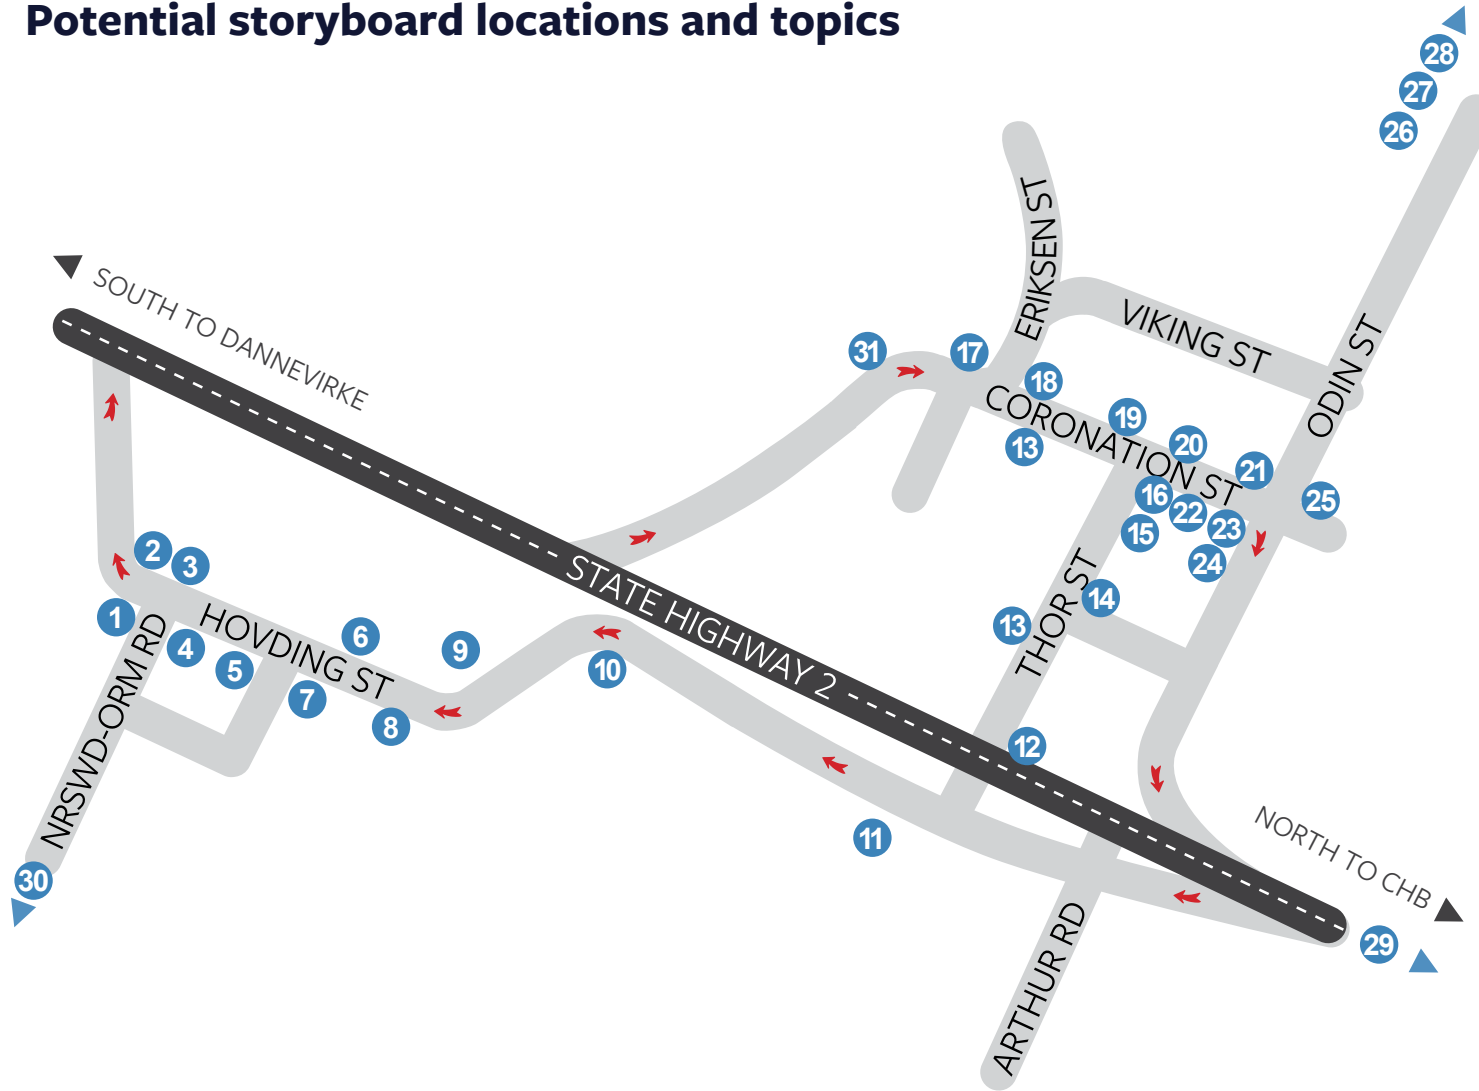 Potential storyboard locations and topics
28
27
26
ERIKSEN ST
SOUTH TO DANNEVIRKE
VIKING ST
ODIN ST
31
17
18
CORONATION ST
19
13
20
21
16
22
25
15
23
24
2
3
STATE HIGHWAY 2
THOR ST
14
13
1
HOVDING ST
6
4
9
5
10
7
8
NRSWD-ORM RD
12
11
NORTH TO CHB
30
ARTHUR RD
29